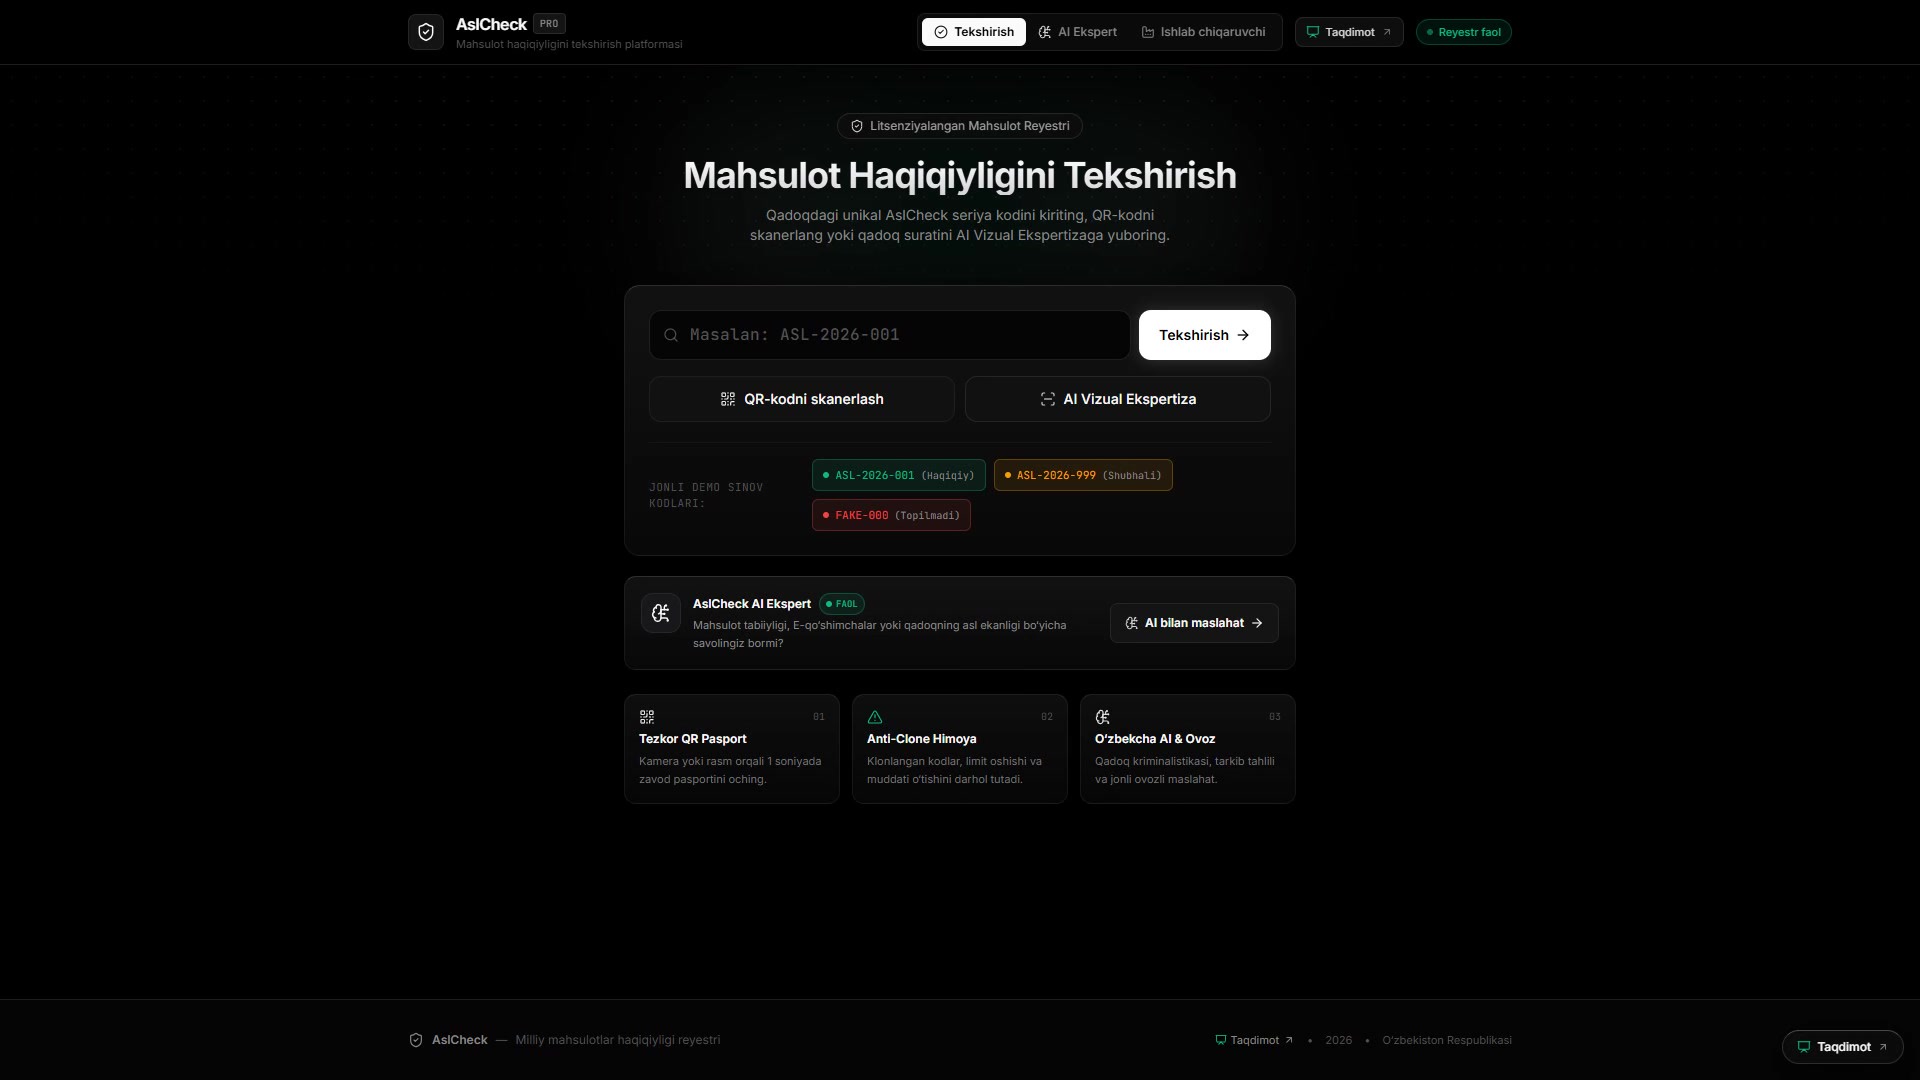 AslCheck PRO
Mahsulot haqiqiyligini tekshirish platformasi
Tekshirish
AI Ekspert
Ishlab chiqaruvchi
Taqdimot
Reyestr faol
Litsenziyalangan Mahsulot Reyestri
Mahsulot Haqiqiyligini Tekshirish
Qadoqdagi unikal AslCheck seriya kodini kiriting, QR-kodni
skanerlang yoki qadoq suratini AI Vizual Ekspertizaga yuboring.
Masalan: ASL-2026-001
Tekshirish
QR-kodni skanerlash
AI Vizual Ekspertiza
JONLI DEMO SINOV
KODLARI:
ASL-2026-001 (Haqiqiy)
ASL-2026-999 (Shubhali)
FAKE-000 (Topilmadi)
AslCheck AI Ekspert FAOL
Mahsulot tabiiyligi, E-qo‘shimchalar yoki qadoqning asl ekanligi bo‘yicha
savolingiz bormi?
AI bilan maslahat
01
Tezkor QR Pasport
Kamera yoki rasm orqali 1 soniyada
zavod pasportini oching.
02
Anti-Clone Himoya
Klonlangan kodlar, limit oshishi va
muddati o‘tishini darhol tutadi.
03
O‘zbekcha AI & Ovoz
Qadoq kriminalistikasi, tarkib tahlili
va jonli ovozli maslahat.
AslCheck — Milliy mahsulotlar haqiqiyligi reyestri
Taqdimot • 2026 • O‘zbekiston Respublikasi
Taqdimot